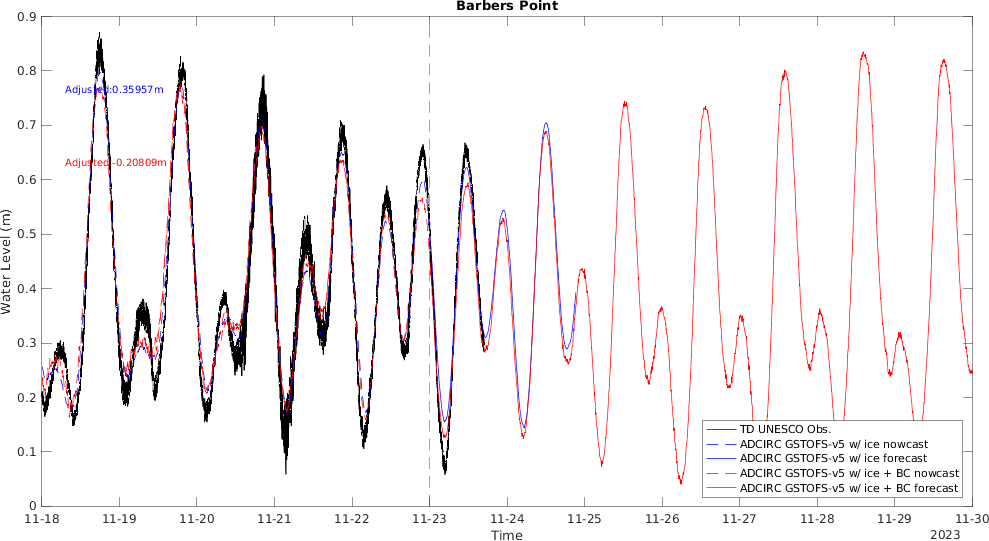 Barbers Point
Water Level (m)
0.9
0.8
0.7
0.6
0.5
0.4
0.3
0.2
0.1
0
Adjusted:0.35957m
Adjusted:-0.20809m
TD UNESCO Obs.
ADCIRC GSTOFS-v5 w/ ice nowcast
ADCIRC GSTOFS-v5 w/ ice forecast
ADCIRC GSTOFS-v5 w/ ice + BC nowcast
ADCIRC GSTOFS-v5 w/ ice + BC forecast
11-18 11-19 11-20 11-21 11-22 11-23 11-24 11-25 11-26 11-27 11-28 11-29 11-30
Time
2023